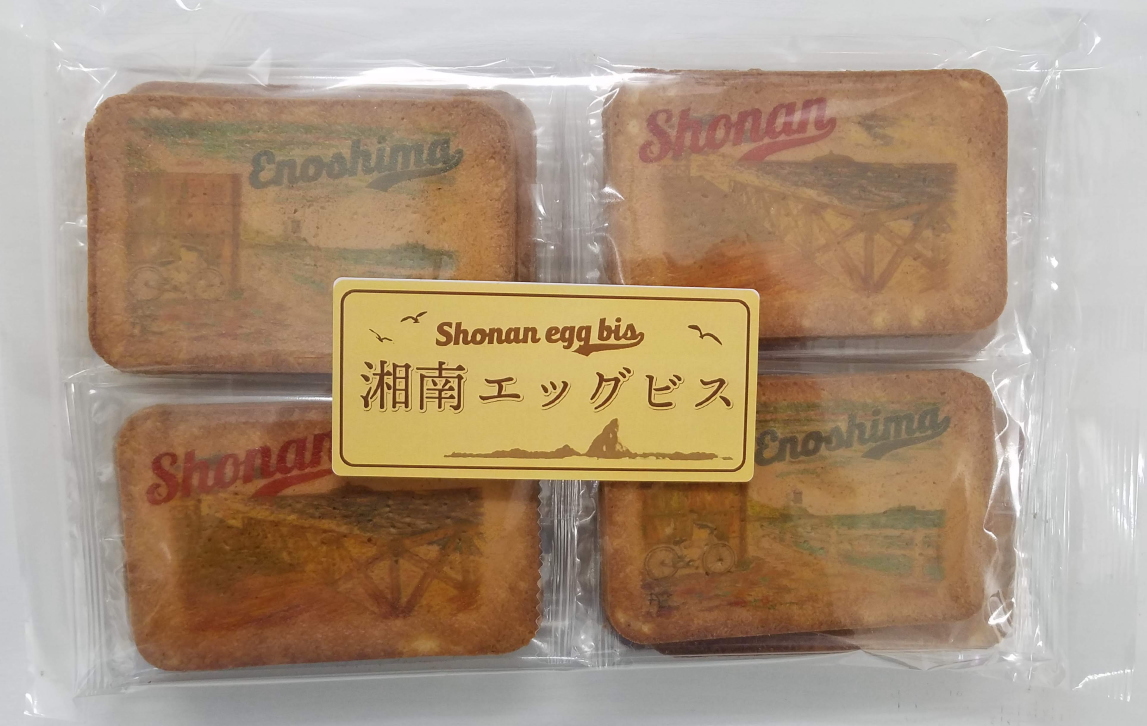 Enoshima
Shonan
Shonan egg bis
湘南エッグビス
Shonan
Enoshima